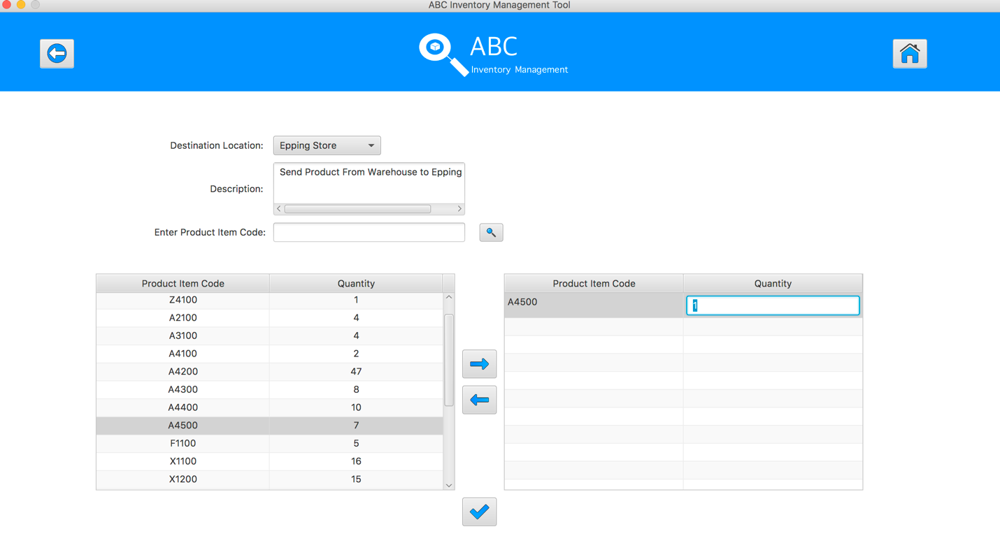 ABC Inventory Management Tool
ABC
Inventory Management
Destination Location: Epping Store
Description: Send Product From Warehouse to Epping
Enter Product Item Code:
Product Item Code Quantity
Z4100 1
A2100 4
A3100 4
A4100 2
A4200 47
A4300 8
A4400 10
A4500 7
F1100 5
X1100 16
X1200 15
Product Item Code Quantity
A4500 1